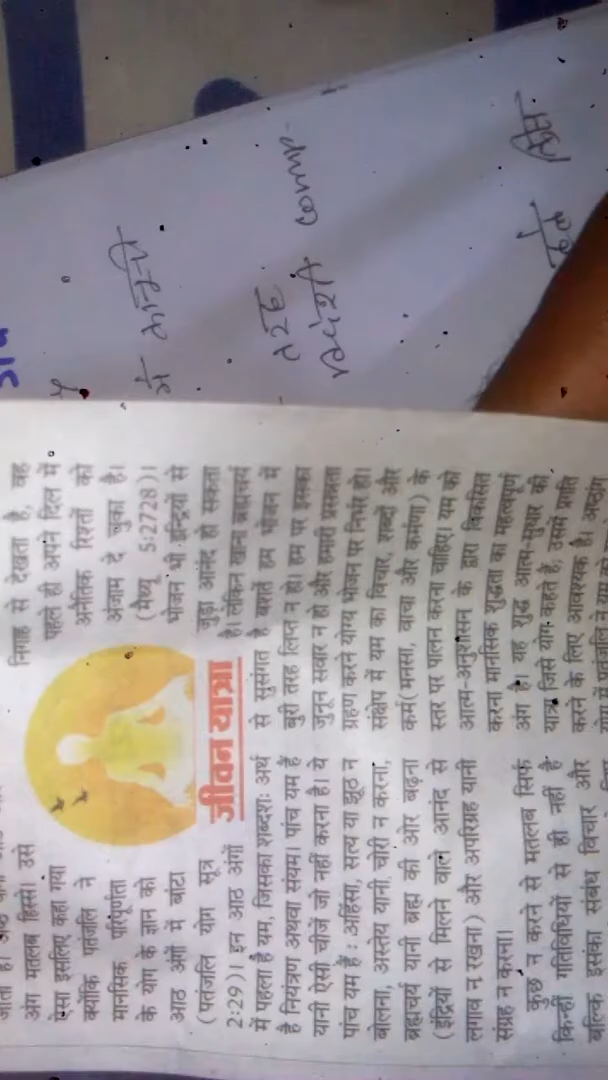 अंग मतलब हिस्से। उसे
ऐसा इसलिए कहा गया
क्योंकि पतंजलि ने
मानसिक परिपूर्णता
के योग के ज्ञान को
आठ अंगों में बांटा
(पतंजलि योग सूत्र
2:29)। इन आठ अंगों
में पहला है यम, जिसका शब्दशः अर्थ
है नियंत्रण अथवा संयम। पांच यम हैं
यानी ऐसी चीजें जो नहीं करना है। ये
पांच यम हैं : अहिंसा, सत्य या झूठ न
बोलना, अस्तेय यानी चोरी न करना,
ब्रह्मचर्य यानी ब्रह्म की ओर बढ़ना
(इंद्रियों से मिलने वाले आनंद से
लगाव न रखना) और अपरिग्रह यानी
संग्रह न करना।
कुछ न करने से मतलब सिर्फ
किन्हीं गतिविधियों से ही नहीं है
बल्कि इसका संबंध विचार और
जीवन यात्रा
निगाह से देखता है, वह
पहले ही अपने दिल में
अनैतिक रिश्तों को
अंजाम दे चुका है।
(मैथ्यू 5:2728)।
भोजन भी इन्द्रियों से
जुड़ा आनंद हो सकता
है। लेकिन खाना ब्रह्मचर्य
से सुसंगत है बशर्ते हम भोजन में
बुरी तरह लिप्त न हों। हम पर इसका
जुनून सवार न हो और हमारी प्रसन्नता
ग्रहण करने योग्य भोजन पर निर्भर हो।
संक्षेप में यम का विचार, शब्दों और
कर्म(मनसा, वाचा और कर्मणा) के
स्तर पर पालन करना चाहिए। यम को
आत्म-अनुशासन के द्वारा विकसित
करना मानसिक शुद्धता का महत्वपूर्ण
अंग है। यह शुद्ध आत्म-सुधार की
यात्रा जिसे योग कहते हैं, उसमें प्रगति
करने के लिए आवश्यक है। अष्टांग